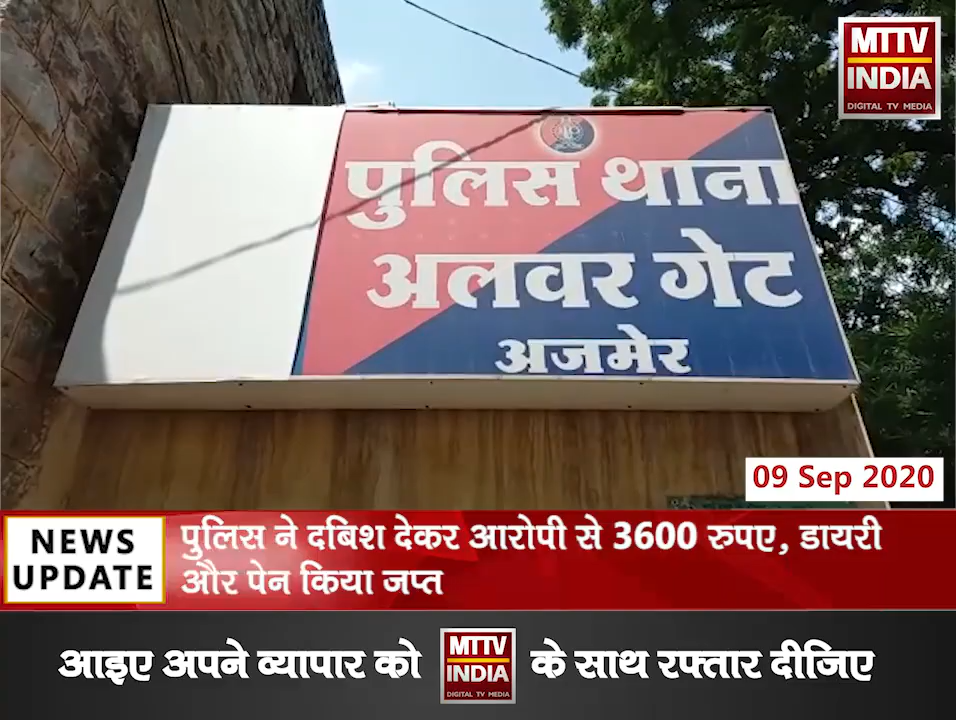 MTTV
INDIA
DIGITAL TV MEDIA
पुलिस थाना
अलवर गेट
अजमेर
09 Sep 2020
NEWS
UPDATE
पुलिस ने दबिश देकर आरोपी से 3600 रुपए, डायरी
और पेन किया जप्त
आइए अपने व्यापार को MTTV INDIA DIGITAL TV MEDIA के साथ रफ्तार दीजिए